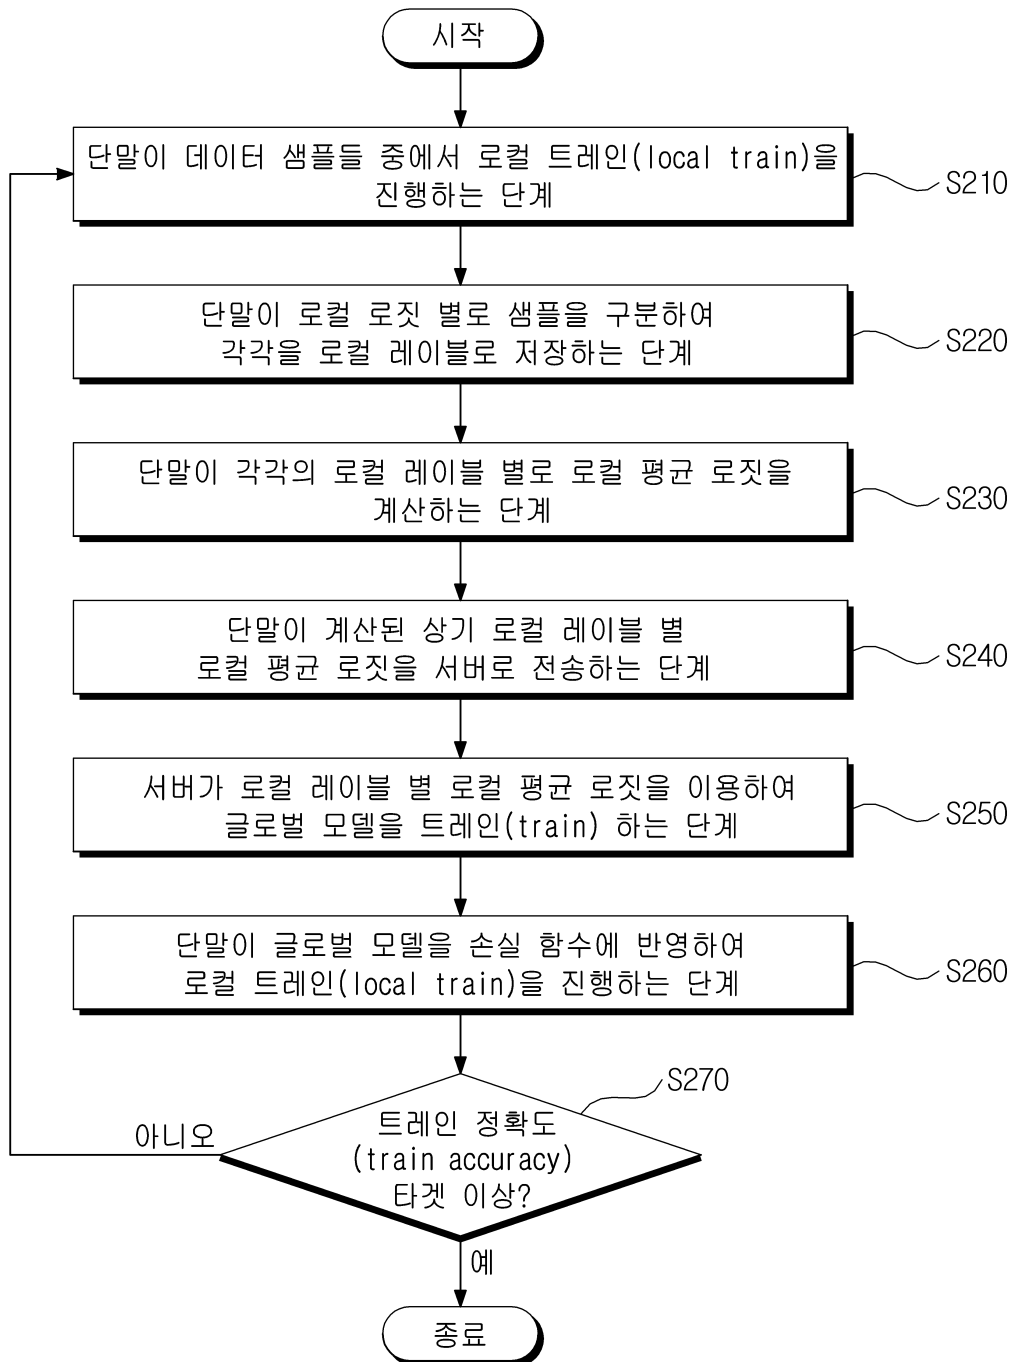 시작
단말이 데이터 샘플들 중에서 로컬 트레인(local train)을
진행하는 단계
S210
단말이 로컬 로짓 별로 샘플을 구분하여
각각을 로컬 레이블로 저장하는 단계
S220
단말이 각각의 로컬 레이블 별로 로컬 평균 로짓을
계산하는 단계
S230
단말이 계산된 상기 로컬 레이블 별
로컬 평균 로짓을 서버로 전송하는 단계
S240
서버가 로컬 레이블 별 로컬 평균 로짓을 이용하여
글로벌 모델을 트레인(train) 하는 단계
S250
단말이 글로벌 모델을 손실 함수에 반영하여
로컬 트레인(local train)을 진행하는 단계
S260
S270
트레인 정확도
(train accuracy)
타겟 이상?
아니오
예
종료